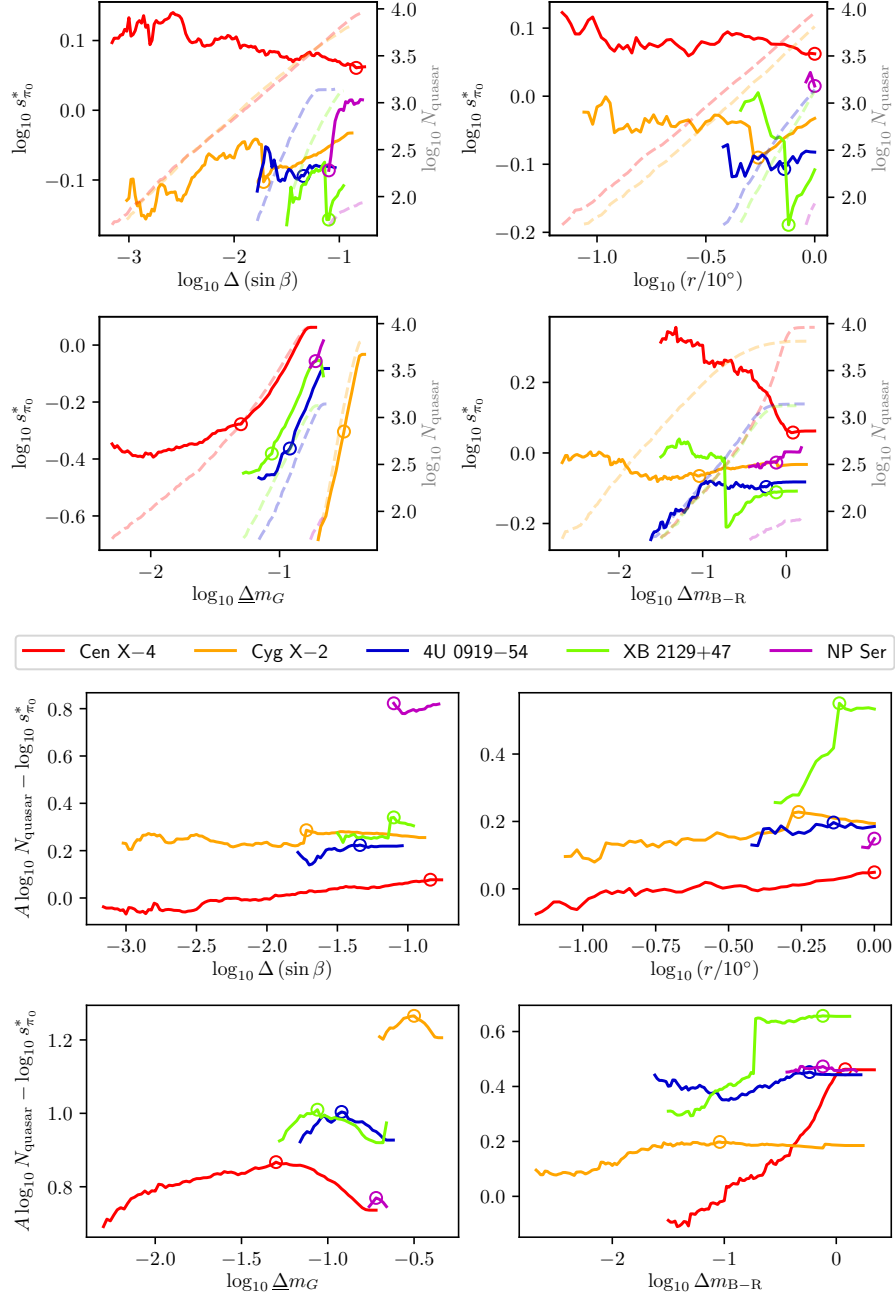 log₁₀ s*π₀
0.1
0.0
−0.1
−3 −2 −1
log₁₀ Δ (sin β)
4.0
3.5
3.0
2.5
2.0
log₁₀ Nquasar
log₁₀ s*π₀
0.1
0.0
−0.1
−0.2
−1.0 −0.5 0.0
log₁₀ (r/10°)
4.0
3.5
3.0
2.5
2.0
log₁₀ Nquasar
log₁₀ s*π₀
0.0
−0.2
−0.4
−0.6
−2 −1
log₁₀ Δ̲mG
4.0
3.5
3.0
2.5
2.0
log₁₀ Nquasar
log₁₀ s*π₀
0.2
0.0
−0.2
−2 −1 0
log₁₀ ΔmB−R
4.0
3.5
3.0
2.5
2.0
log₁₀ Nquasar
Cen X−4 Cyg X−2 4U 0919−54 XB 2129+47 NP Ser
A log₁₀ Nquasar − log₁₀ s*π₀
0.8
0.6
0.4
0.2
0.0
−3.0 −2.5 −2.0 −1.5 −1.0
log₁₀ Δ (sin β)
0.4
0.2
0.0
−1.00 −0.75 −0.50 −0.25 0.00
log₁₀ (r/10°)
A log₁₀ Nquasar − log₁₀ s*π₀
1.2
1.0
0.8
−2.0 −1.5 −1.0 −0.5
log₁₀ Δ̲mG
0.6
0.4
0.2
0.0
−2 −1 0
log₁₀ ΔmB−R